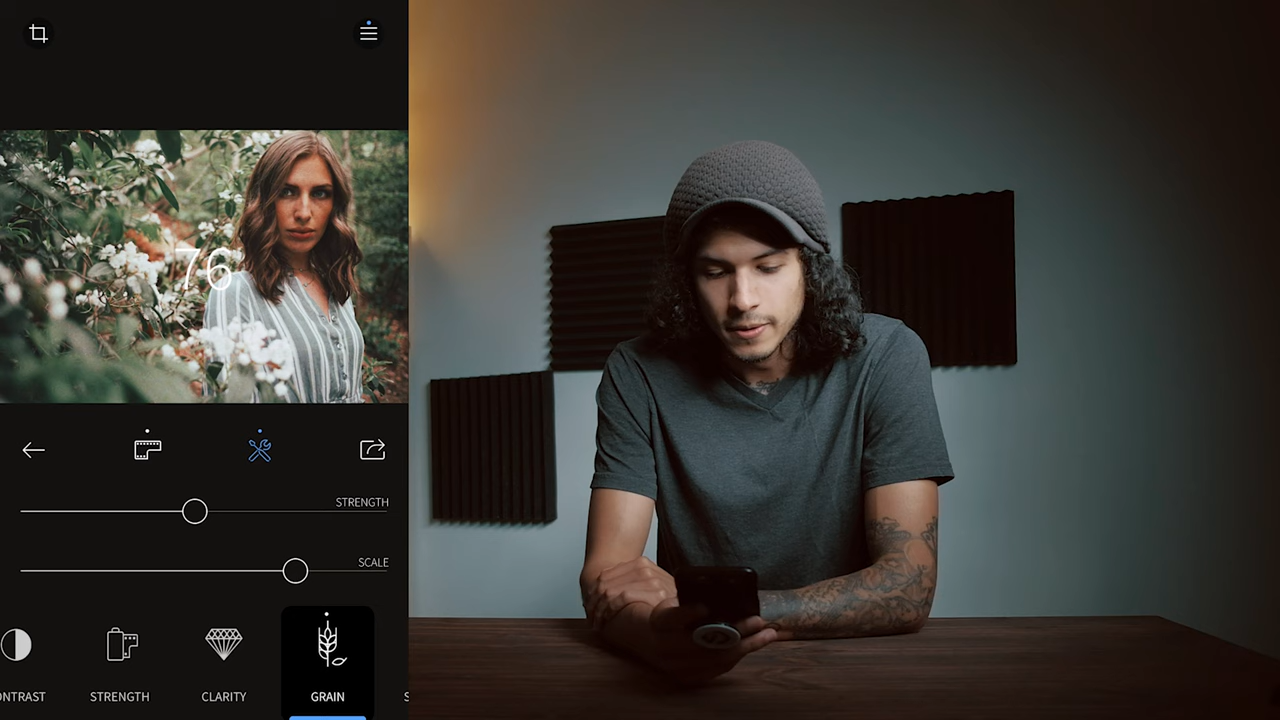 76
STRENGTH
SCALE
ONTRAST
STRENGTH
CLARITY
GRAIN
S